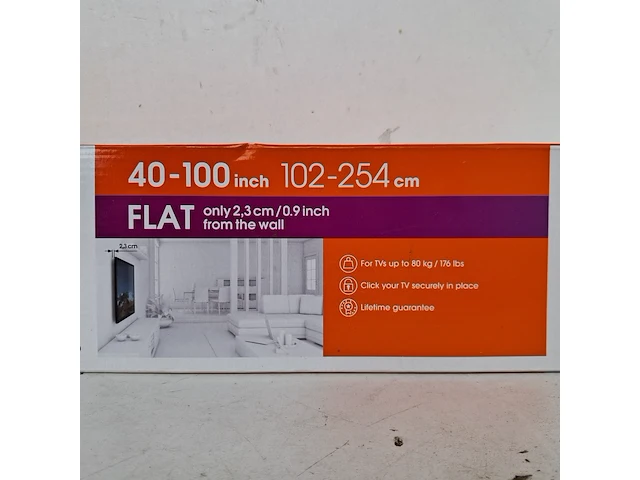 40-100 inch 102-254 cm
FLAT only 2,3 cm/0.9 inch
from the wall
2,3 cm
For TVs up to 80 kg / 176 lbs
Click your TV securely in place
Lifetime guarantee